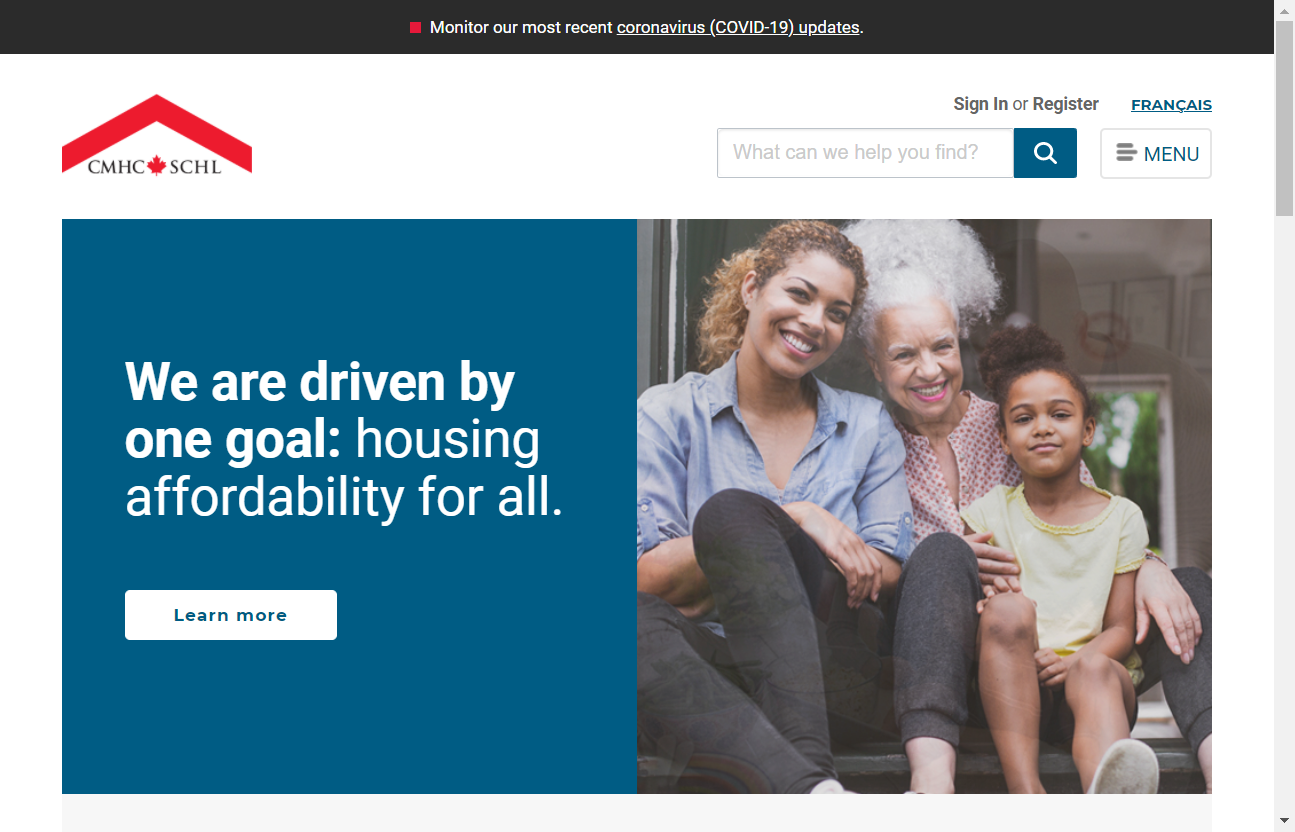 Monitor our most recent coronavirus (COVID-19) updates.
Sign In or Register
FRANÇAIS
CMHC SCHL
What can we help you find?
MENU
We are driven by
one goal: housing
affordability for all.
Learn more